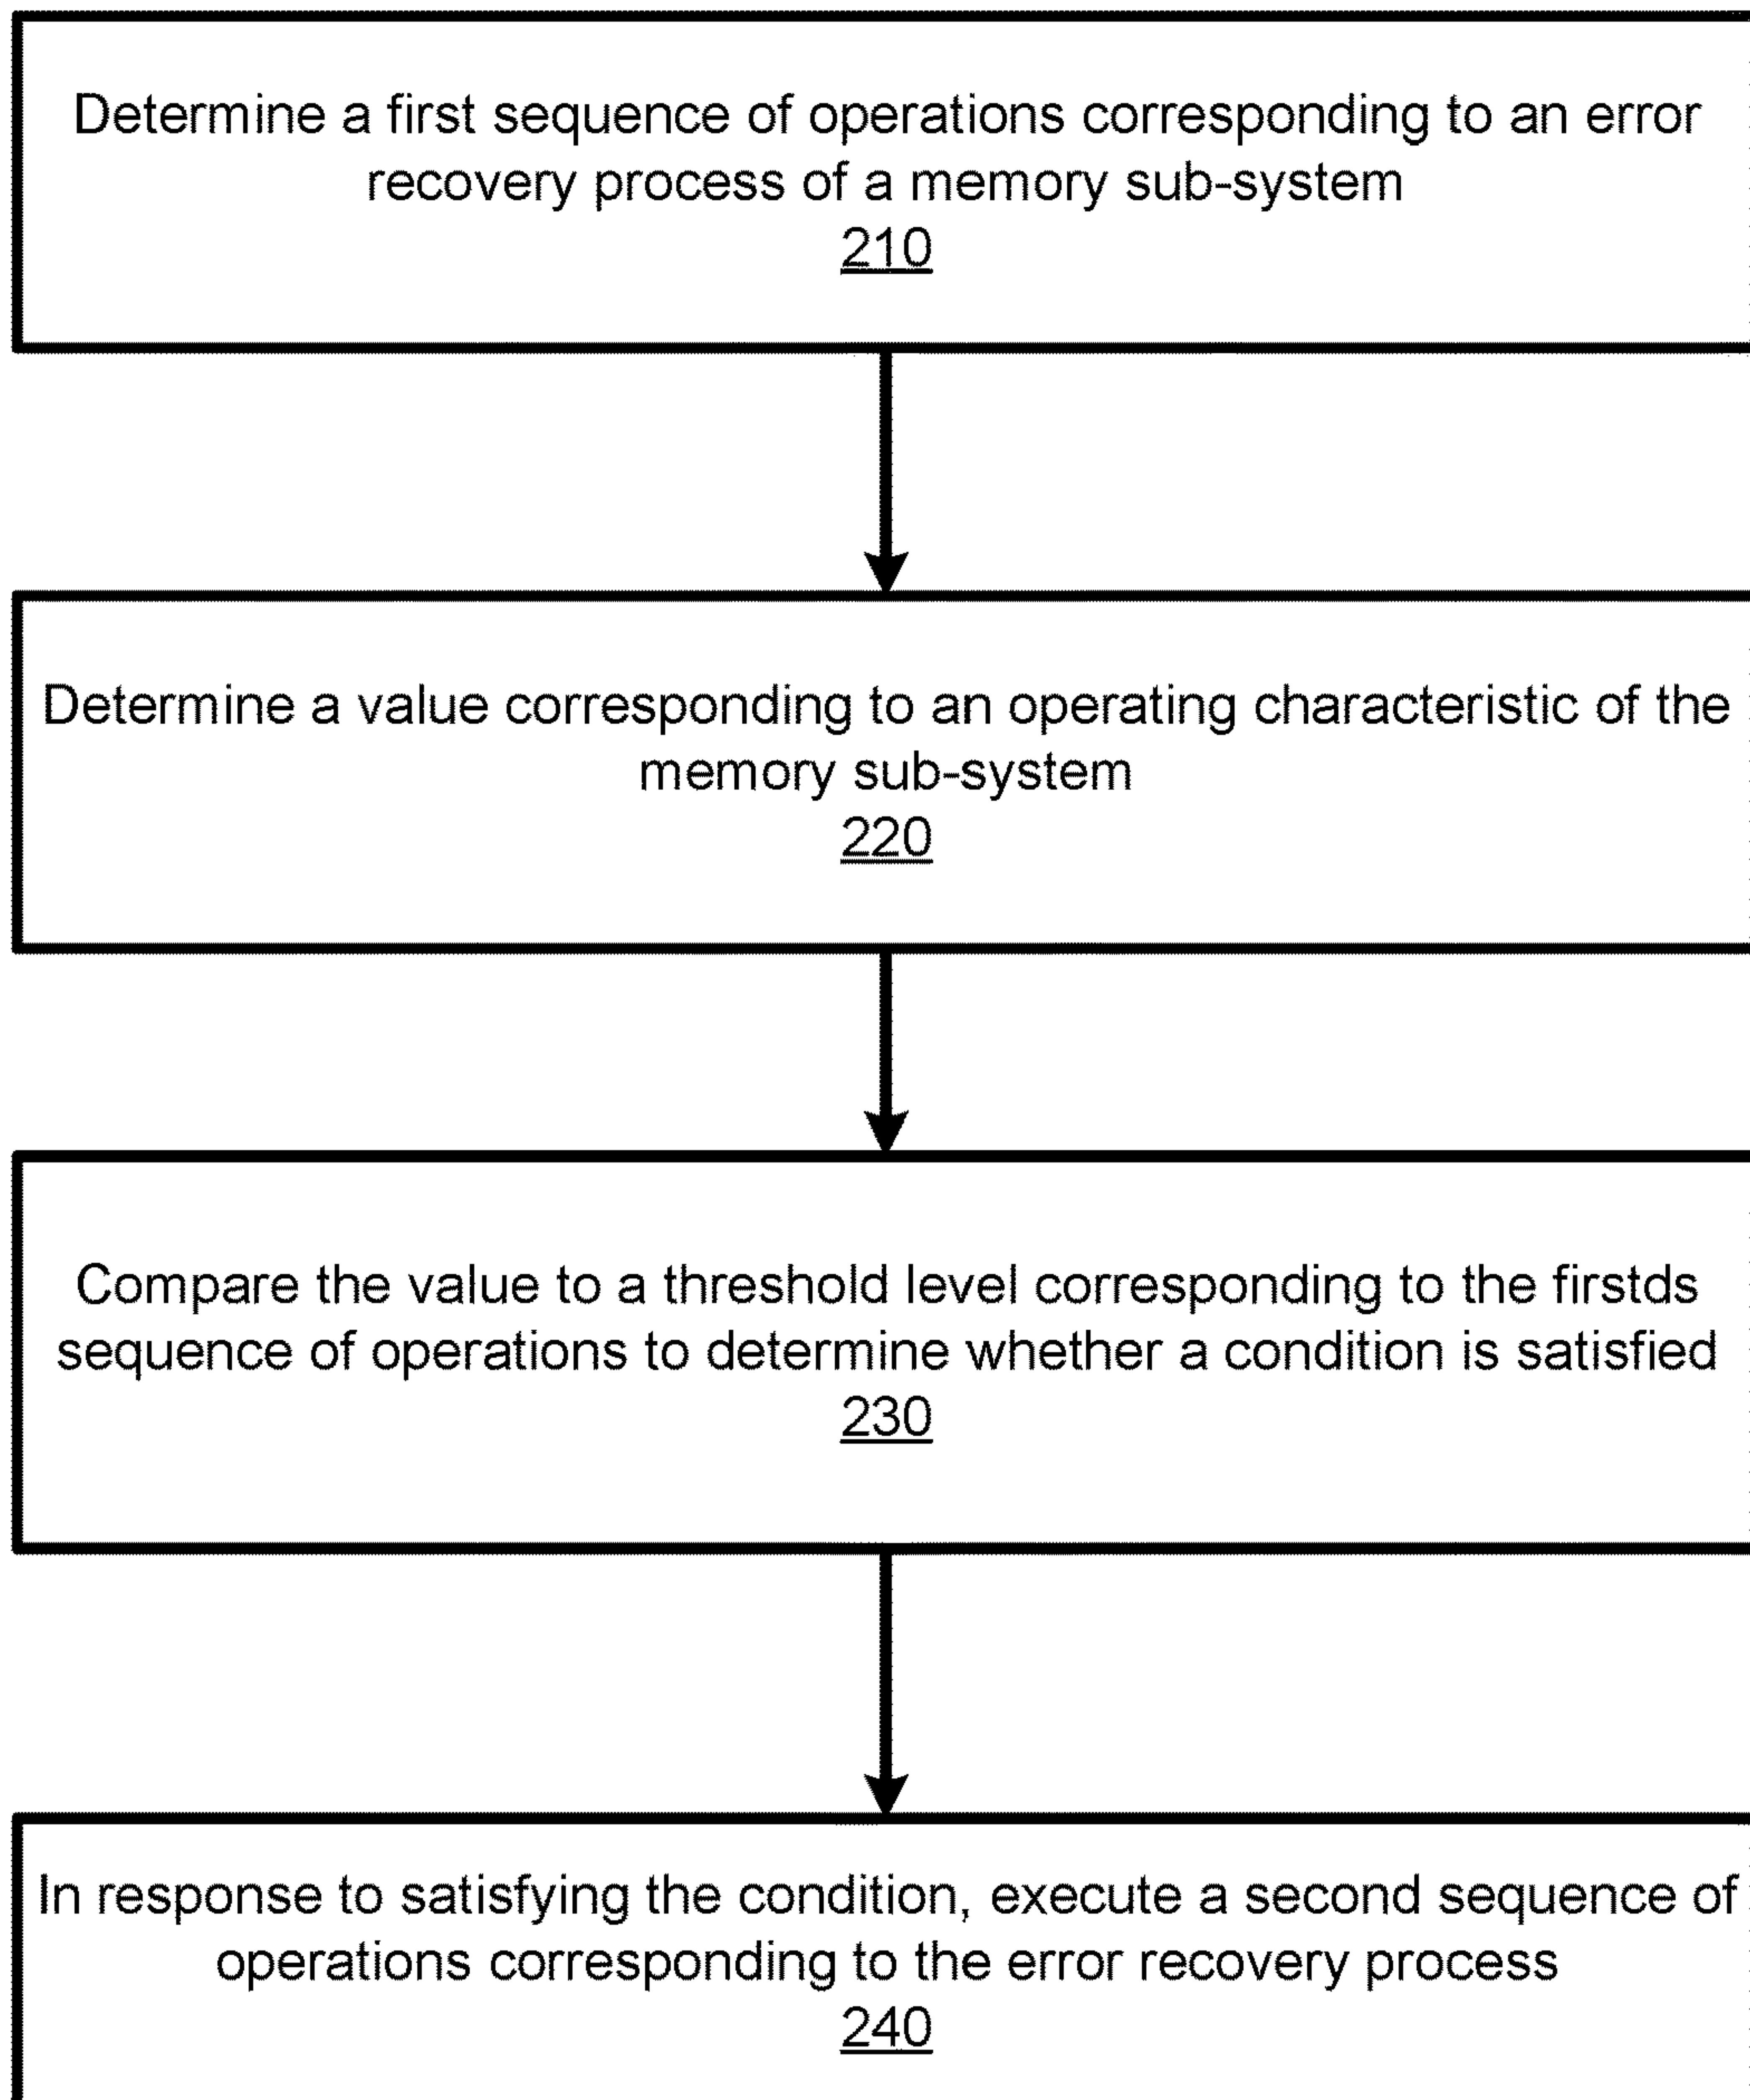 Determine a first sequence of operations corresponding to an error
recovery process of a memory sub-system
210
Determine a value corresponding to an operating characteristic of the
memory sub-system
220
Compare the value to a threshold level corresponding to the firstds
sequence of operations to determine whether a condition is satisfied
230
In response to satisfying the condition, execute a second sequence of
operations corresponding to the error recovery process
240